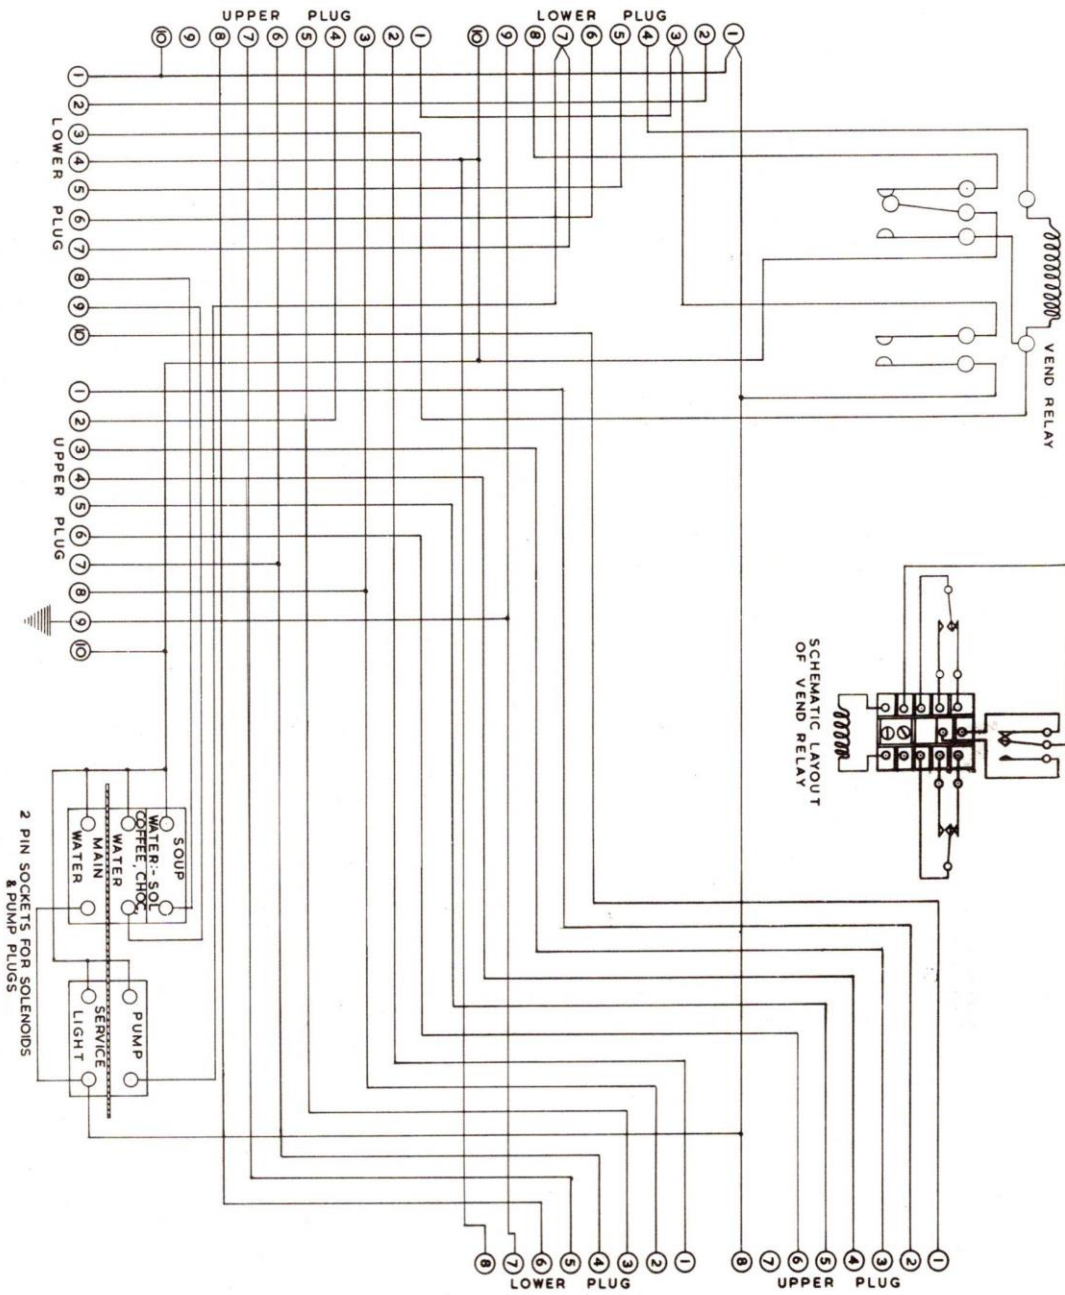 UPPER PLUG
10 9 8 7 6 5 4 3 2 1
LOWER PLUG
10 9 8 7 6 5 4 3 2 1
LOWER PLUG
1
2
3
4
5
6
7
8
9
10
UPPER PLUG
1
2
3
4
5
6
7
8
9
10
VEND RELAY
SCHEMATIC LAYOUT
OF VEND RELAY
SOUP
WATER:- SOL
COFFEE, CHOC,
WATER
MAIN
WATER
PUMP
SERVICE
LIGHT
2 PIN SOCKETS FOR SOLENOIDS
& PUMP PLUGS
8 7 6 5 4 3 2 1
LOWER PLUG
8 7 6 5 4 3 2 1
UPPER PLUG